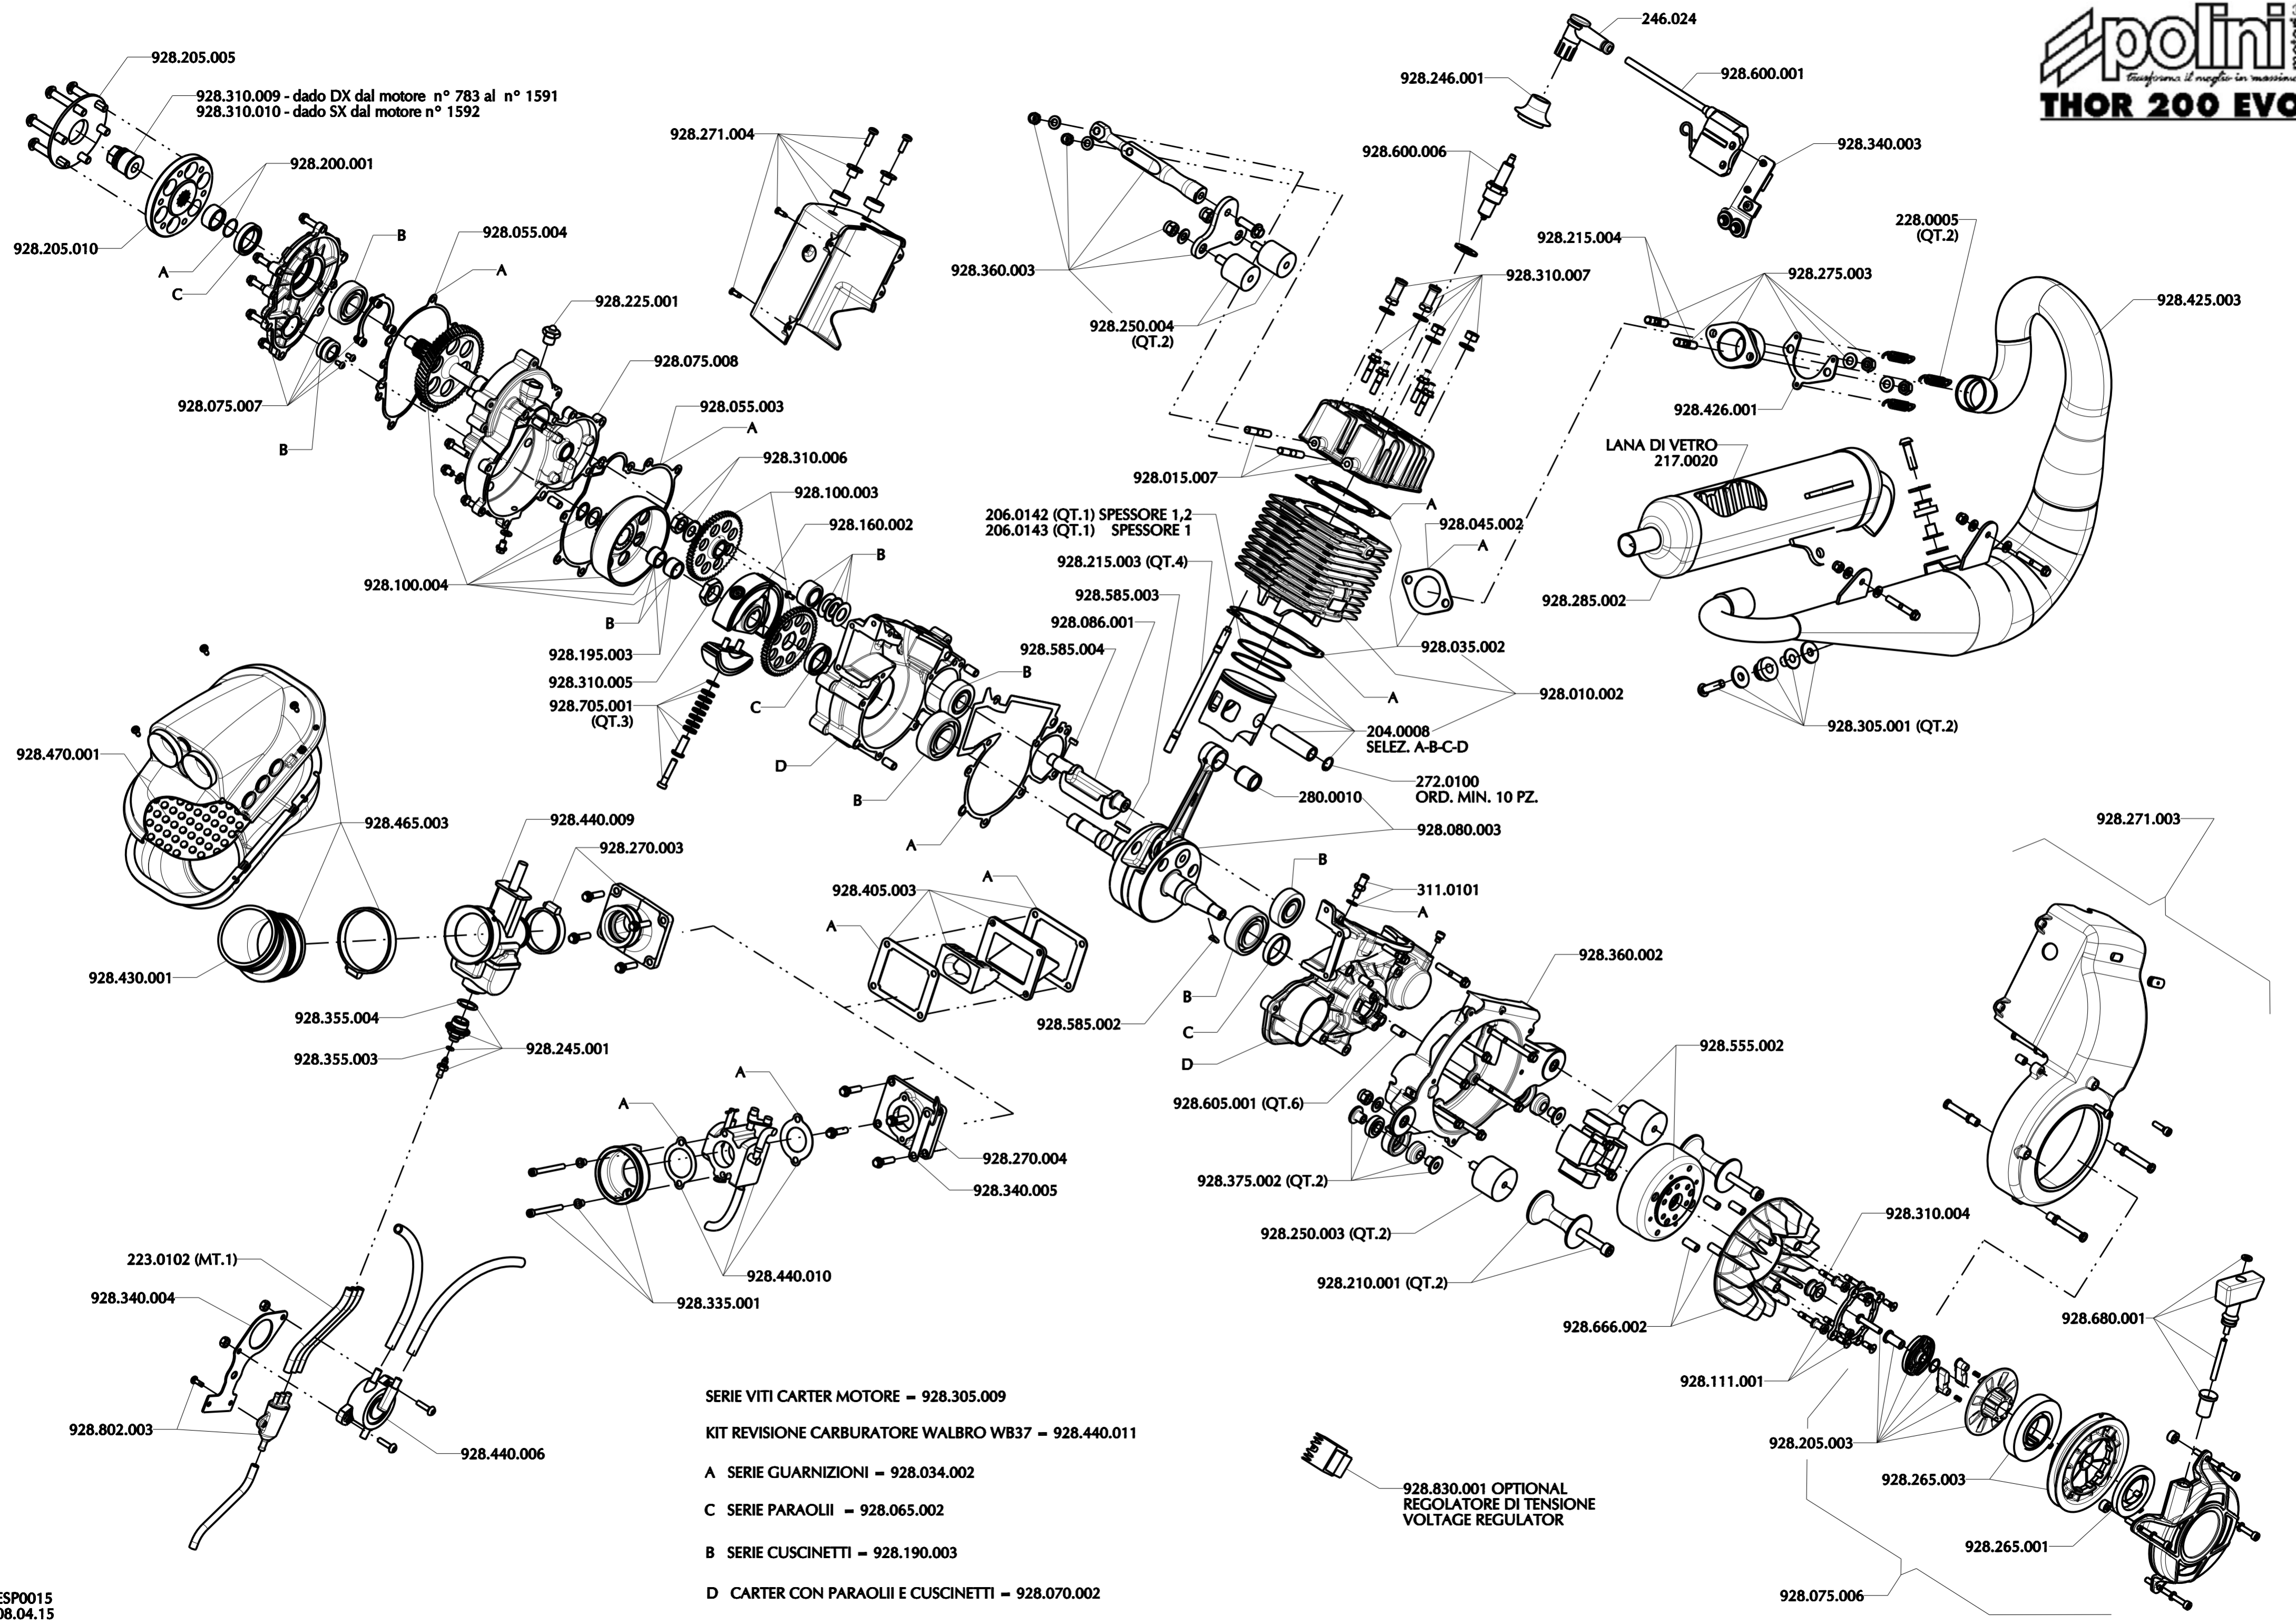 polini
motori
trasforma il meglio in massimo
THOR 200 EVO
928.205.005
928.310.009 - dado DX dal motore n° 783 al n° 1591
928.310.010 - dado SX dal motore n° 1592
928.200.001
928.205.010
A
C
B
928.055.004
A
928.225.001
928.075.008
928.075.007
B
928.055.003
A
928.310.006
928.100.003
928.160.002
B
928.100.004
B
928.195.003
928.310.005
928.705.001
(QT.3)
C
D
B
B
A
928.271.004
246.024
928.246.001
928.600.001
928.600.006
928.340.003
928.360.003
928.250.004
(QT.2)
928.310.007
928.215.004
228.0005
(QT.2)
928.275.003
928.425.003
928.426.001
LANA DI VETRO
217.0020
928.285.002
928.305.001 (QT.2)
928.015.007
A
206.0142 (QT.1) SPESSORE 1,2
206.0143 (QT.1) SPESSORE 1
928.045.002
A
928.215.003 (QT.4)
928.585.003
928.086.001
928.585.004
928.035.002
A
928.010.002
204.0008
SELEZ. A-B-C-D
272.0100
ORD. MIN. 10 PZ.
280.0010
928.080.003
B
311.0101
A
928.470.001
928.465.003
928.440.009
928.270.003
928.430.001
928.355.004
928.355.003
928.245.001
928.405.003
A
A
928.585.002
B
C
D
928.360.002
928.605.001 (QT.6)
928.555.002
928.375.002 (QT.2)
928.250.003 (QT.2)
928.210.001 (QT.2)
928.271.003
928.310.004
928.666.002
928.680.001
928.111.001
928.205.003
928.265.003
928.265.001
928.075.006
A
A
928.270.004
928.340.005
928.440.010
928.335.001
223.0102 (MT.1)
928.340.004
928.802.003
928.440.006
SERIE VITI CARTER MOTORE = 928.305.009
KIT REVISIONE CARBURATORE WALBRO WB37 = 928.440.011
A SERIE GUARNIZIONI = 928.034.002
C SERIE PARAOLII = 928.065.002
B SERIE CUSCINETTI = 928.190.003
D CARTER CON PARAOLII E CUSCINETTI = 928.070.002
928.830.001 OPTIONAL
REGOLATORE DI TENSIONE
VOLTAGE REGULATOR
ESP0015
08.04.15